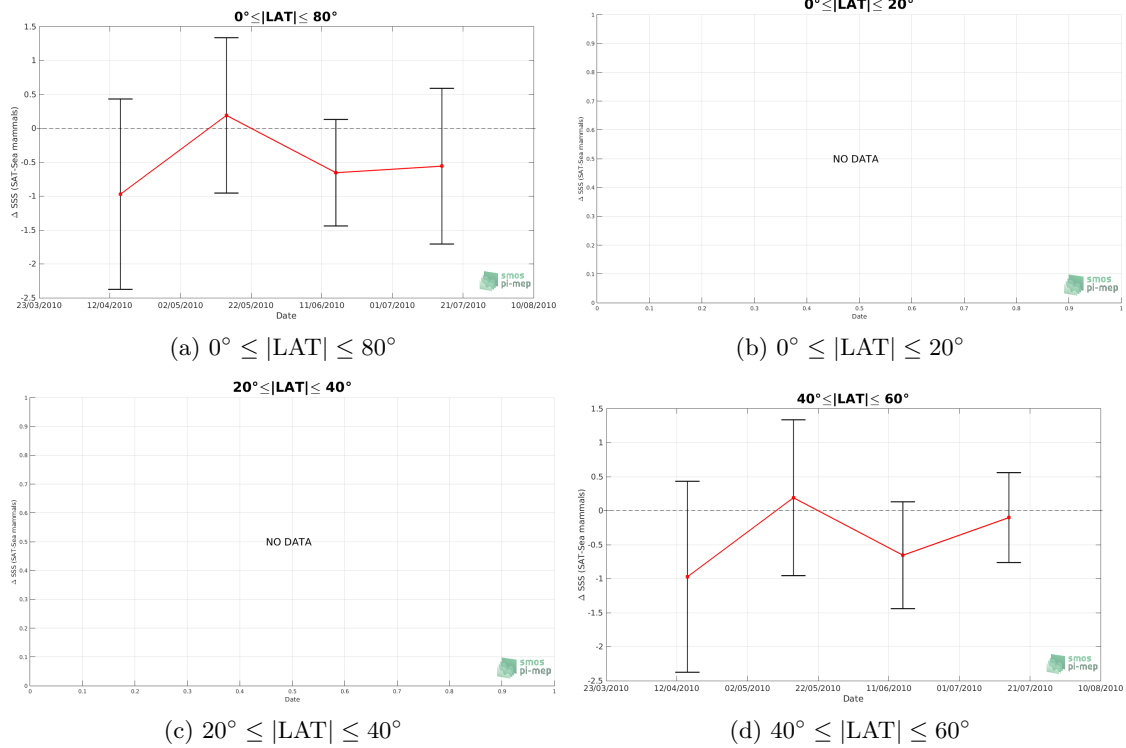 0°≤|LAT|≤ 80°
1.5
1
0.5
0
-0.5
-1
-1.5
-2
-2.5
Δ SSS (SAT-Sea mammals)
23/03/2010 12/04/2010 02/05/2010 22/05/2010 11/06/2010 01/07/2010 21/07/2010 10/08/2010
Date
smos
pi-mep
(a) 0° ≤ |LAT| ≤ 80°
0°≤|LAT|≤ 20°
1
0.9
0.8
0.7
0.6
0.5
0.4
0.3
0.2
0.1
0
Δ SSS (SAT-Sea mammals)
NO DATA
0 0.1 0.2 0.3 0.4 0.5 0.6 0.7 0.8 0.9 1
Date
smos
pi-mep
(b) 0° ≤ |LAT| ≤ 20°
20°≤|LAT|≤ 40°
1
0.9
0.8
0.7
0.6
0.5
0.4
0.3
0.2
0.1
0
Δ SSS (SAT-Sea mammals)
NO DATA
0 0.1 0.2 0.3 0.4 0.5 0.6 0.7 0.8 0.9 1
Date
smos
pi-mep
(c) 20° ≤ |LAT| ≤ 40°
40°≤|LAT|≤ 60°
1.5
1
0.5
0
-0.5
-1
-1.5
-2
-2.5
Δ SSS (SAT-Sea mammals)
23/03/2010 12/04/2010 02/05/2010 22/05/2010 11/06/2010 01/07/2010 21/07/2010 10/08/2010
Date
smos
pi-mep
(d) 40° ≤ |LAT| ≤ 60°